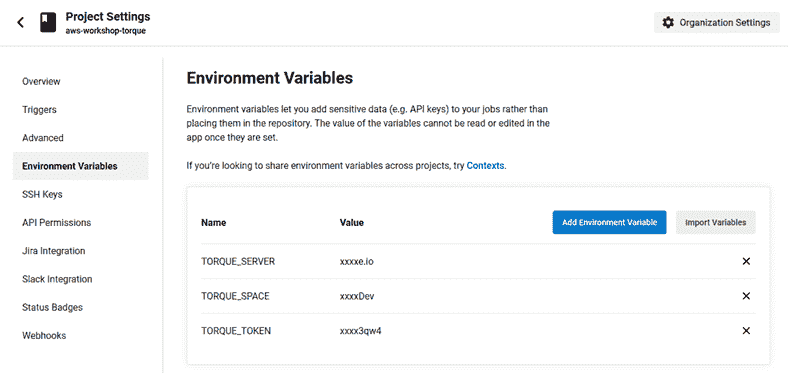 Project Settings
aws-workshop-torque
Organization Settings
Overview
Triggers
Advanced
Environment Variables
SSH Keys
API Permissions
Jira Integration
Slack Integration
Status Badges
Webhooks
Environment Variables
Environment variables let you add sensitive data (e.g. API keys) to your jobs rather than
placing them in the repository. The value of the variables cannot be read or edited in the
app once they are set.
If you're looking to share environment variables across projects, try Contexts.
Name Value Add Environment Variable Import Variables
TORQUE_SERVER xxxxe.io
TORQUE_SPACE xxxxDev
TORQUE_TOKEN xxxx3qw4